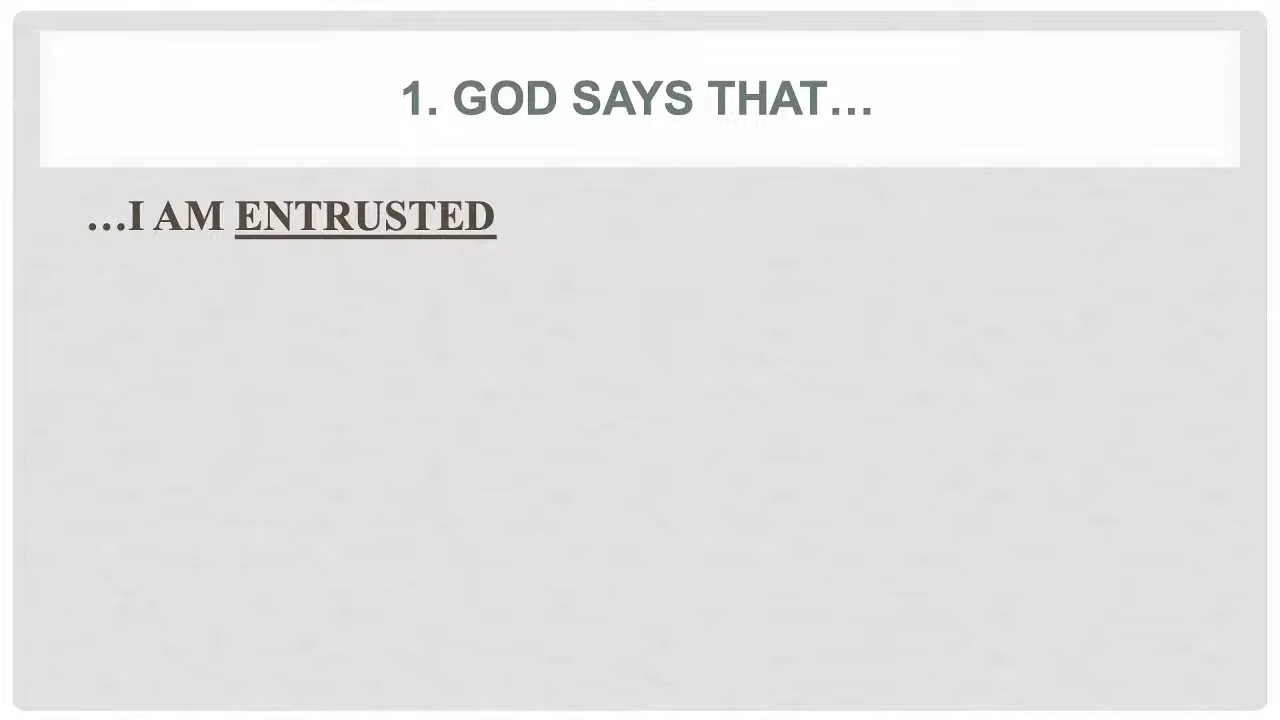 1. GOD SAYS THAT…
…I AM ENTRUSTED